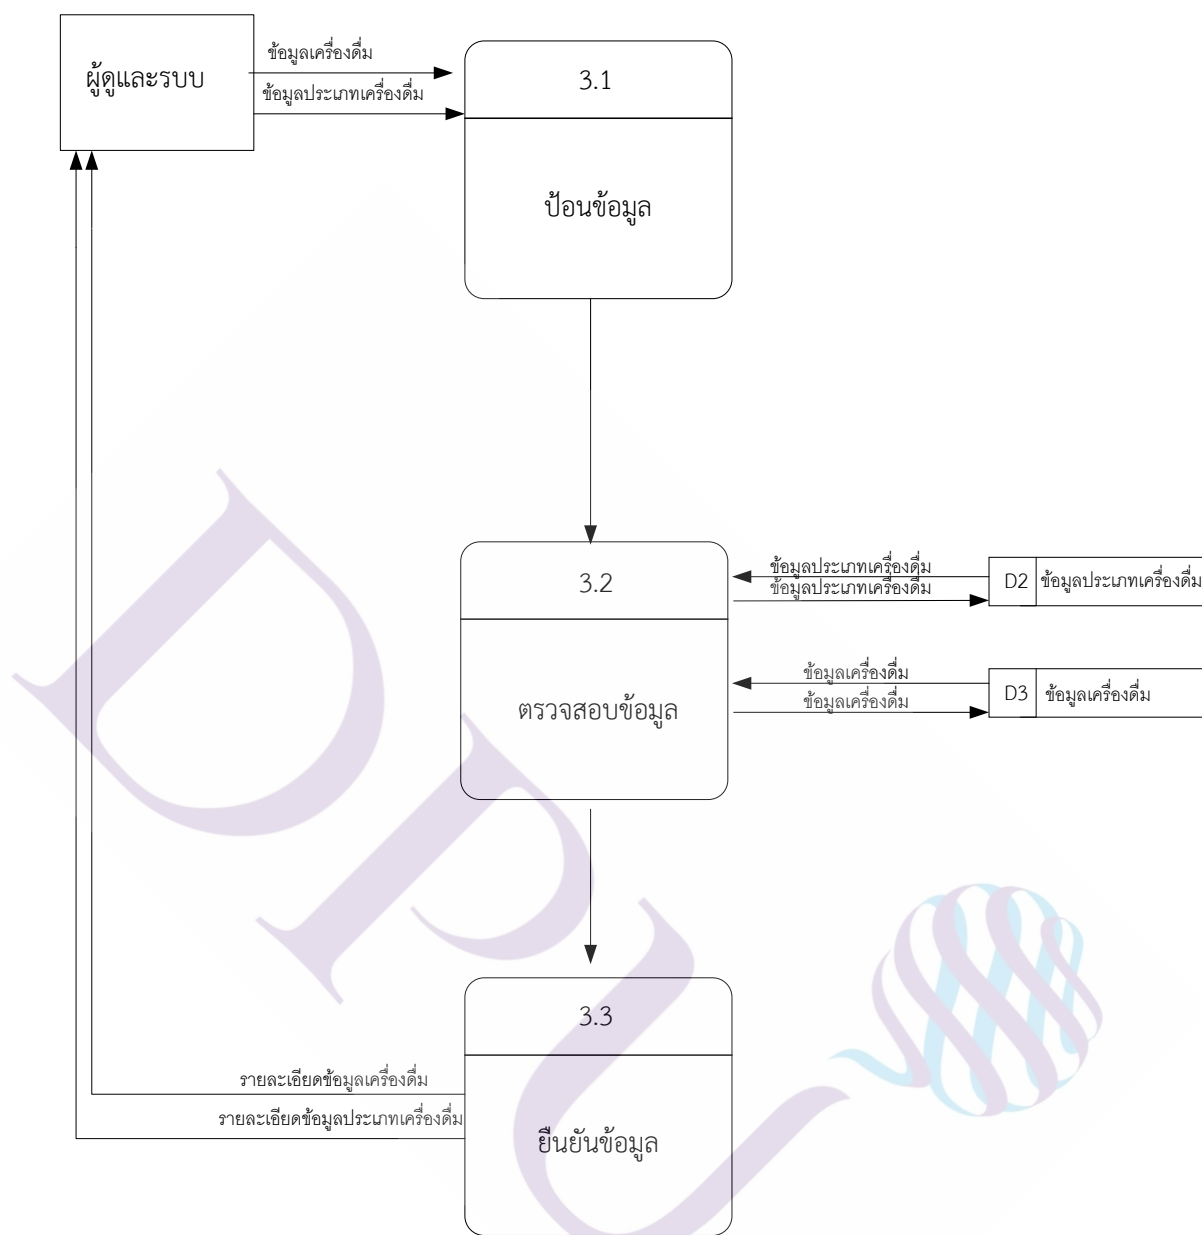 ข้อมูลเครื่องดื่ม
ผู้ดูและรบบ
3.1
ข้อมูลประเภทเครื่องดื่ม
ป้อนข้อมูล
ข้อมูลประเภทเครื่องดื่ม
3.2
D2 ข้อมูลประเภทเครื่องดื่ม
ข้อมูลประเภทเครื่องดื่ม
ข้อมูลเครื่องดื่ม
D3 ข้อมูลเครื่องดื่ม
ข้อมูลเครื่องดื่ม
ตรวจสอบข้อมูล
3.3
รายละเอียดข้อมูลเครื่องดื่ม
รายละเอียดข้อมูลประเภทเครื่องดื่ม
ยืนยันข้อมูล
DPU